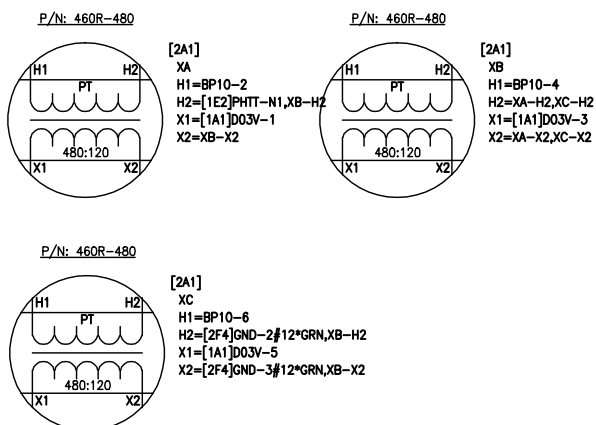 P/N: 460R-480
H1 H2
PT
480:120
X1 X2
[2A1]
XA
H1=BP10-2
H2=[1E2]PHTT-N1,XB-H2
X1=[1A1]D03V-1
X2=XB-X2
P/N: 460R-480
H1 H2
PT
480:120
X1 X2
[2A1]
XB
H1=BP10-4
H2=XA-H2,XC-H2
X1=[1A1]D03V-3
X2=XA-X2,XC-X2
P/N: 460R-480
H1 H2
PT
480:120
X1 X2
[2A1]
XC
H1=BP10-6
H2=[2F4]GND-2#12*GRN,XB-H2
X1=[1A1]D03V-5
X2=[2F4]GND-3#12*GRN,XB-X2